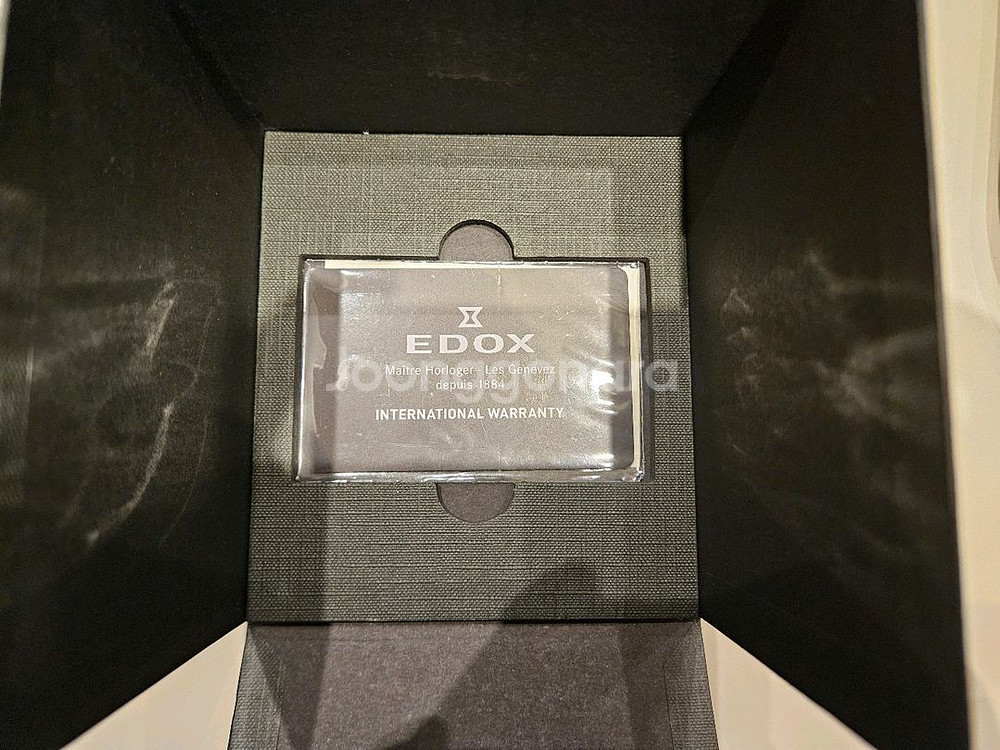 EDOX
Maître Horloger - Les Genevez
depuis 1884
INTERNATIONAL WARRANTY